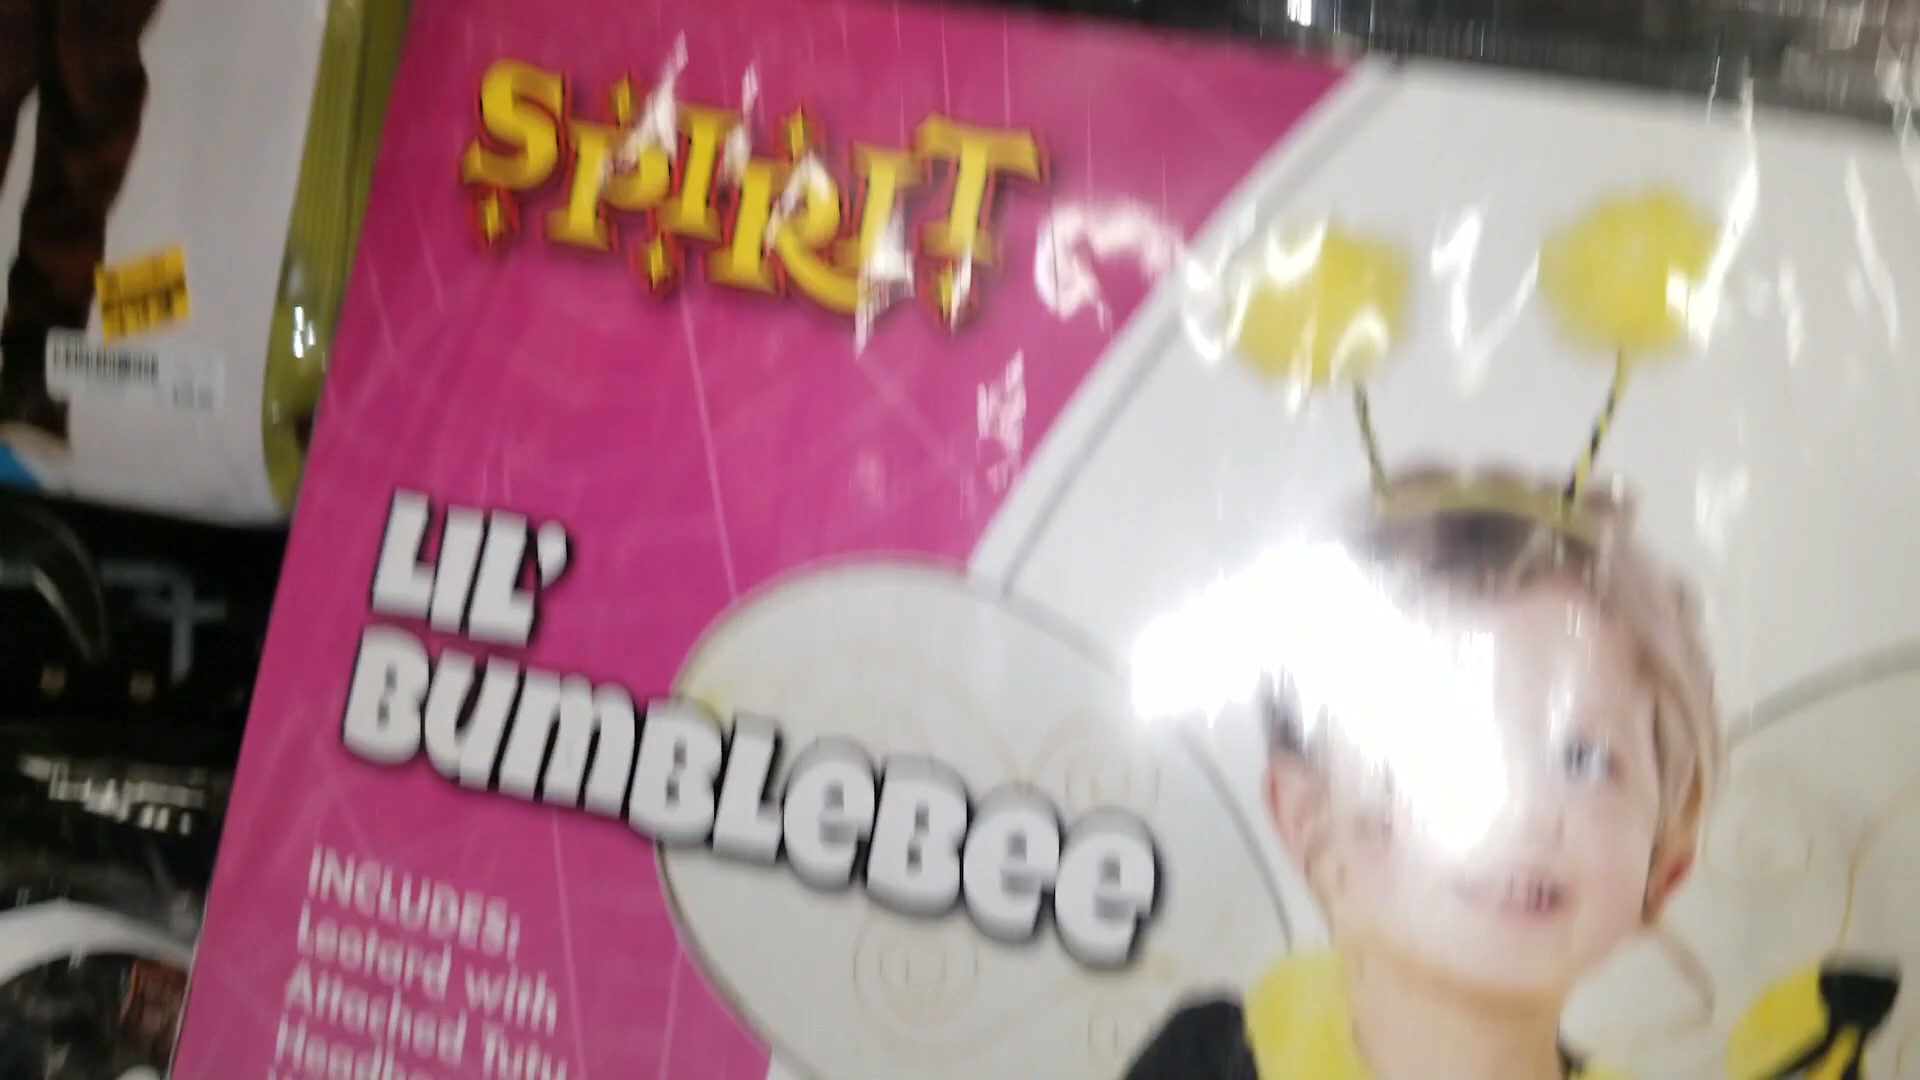 SPIRIT
LIL'
BUMBLEBEE
INCLUDES:
Leotard with
Attached Tutu